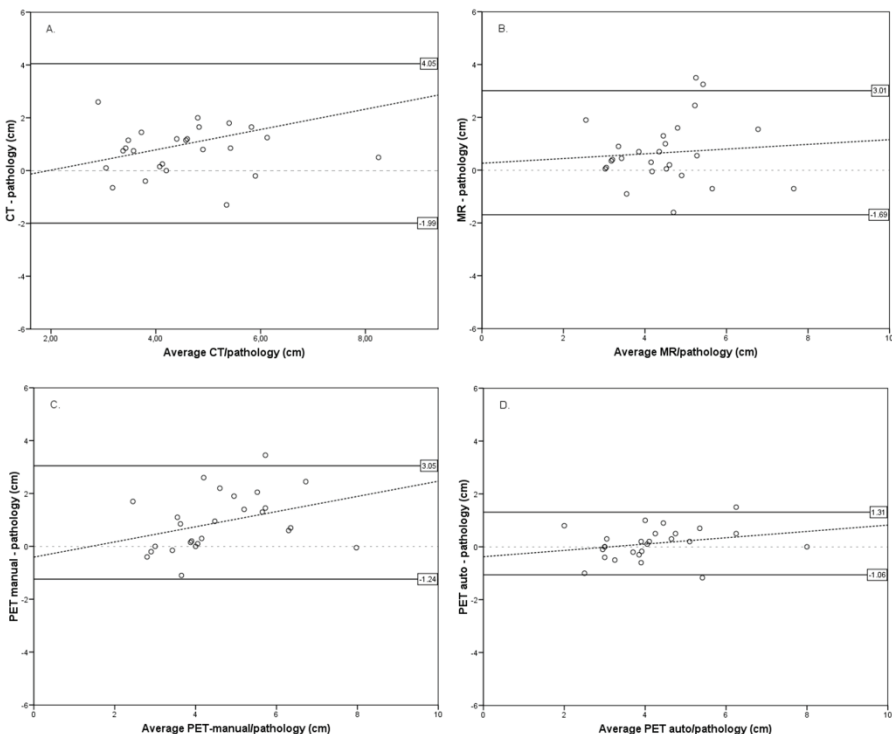 A.
CT - pathology (cm)
6
4
2
0
-2
-4
-6
4.05
-1.99
2,00 4,00 6,00 8,00
Average CT/pathology (cm)
B.
MR - pathology (cm)
6
4
2
0
-2
-4
-6
3.01
-1.69
0 2 4 6 8 10
Average MR/pathology (cm)
C.
PET manual - pathology (cm)
6
4
2
0
-2
-4
-6
3.05
-1.24
0 2 4 6 8 10
Average PET-manual/pathology (cm)
D.
PET auto - pathology (cm)
6
4
2
0
-2
-4
-6
1.31
-1.06
0 2 4 6 8 10
Average PET auto/pathology (cm)